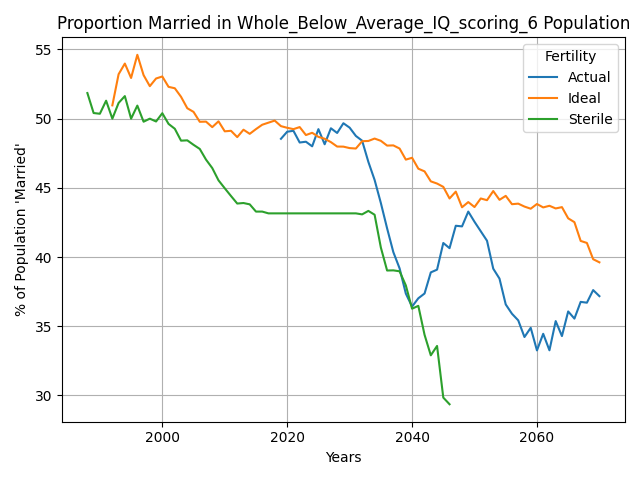 Proportion Married in Whole_Below_Average_IQ_scoring_6 Population
% of Population 'Married'
55
50
45
40
35
30
Fertility
Actual
Ideal
Sterile
2000
2020
2040
2060
Years